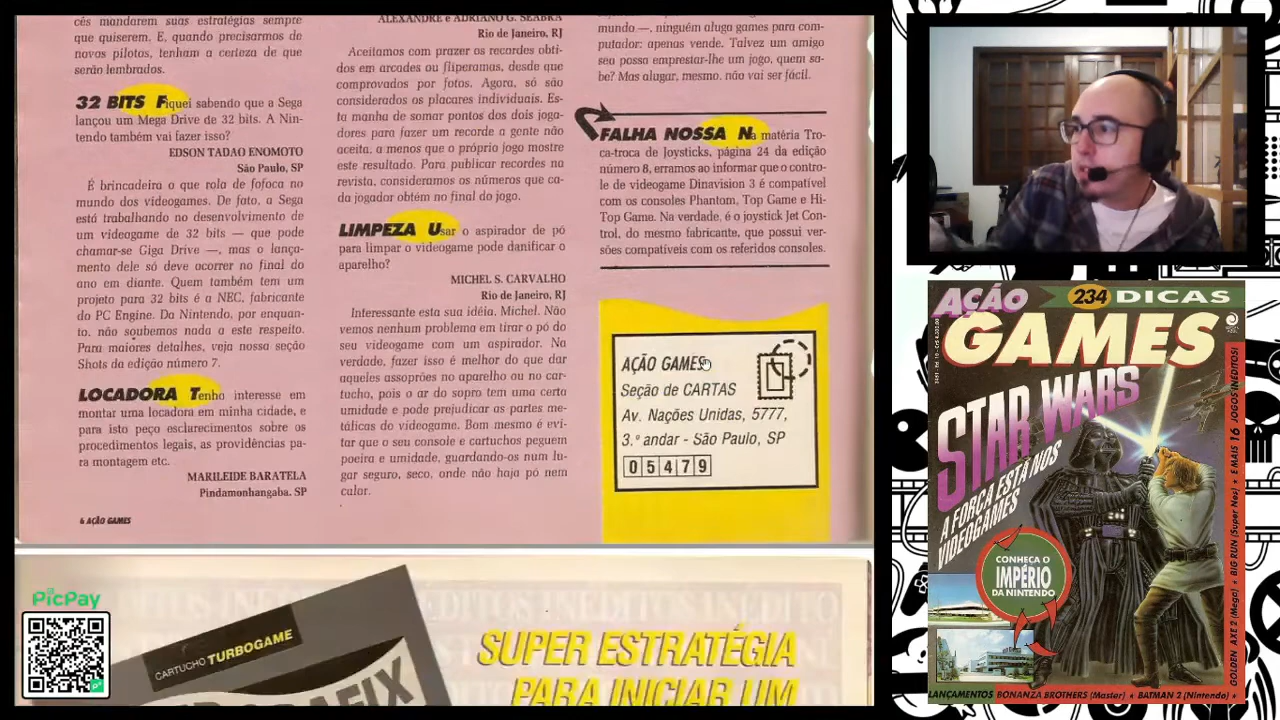 cês mandarem suas estratégias sempre
que quiserem. E, quando precisarmos de
novos pilotos, tenham a certeza de que
serão lembrados.
32 BITS Fiquei sabendo que a Sega
lançou um Mega Drive de 32 bits. A Nin-
tendo também vai fazer isso?
EDSON TADAO ENOMOTO
São Paulo, SP
É brincadeira o que rola de fofoca no
mundo dos videogames. De fato, a Sega
está trabalhando no desenvolvimento de
um videogame de 32 bits — que pode
chamar-se Giga Drive —, mas o lança-
mento dele só deve ocorrer no final do
ano em diante. Quem também tem um
projeto para 32 bits é a NEC, fabricante
do PC Engine. Da Nintendo, por enquan-
to, não soubemos nada a este respeito.
Para maiores detalhes, veja nossa seção
Shots da edição número 7.
LOCADORA Tenho interesse em
montar uma locadora em minha cidade, e
para isto peço esclarecimentos sobre os
procedimentos legais, as providências pa-
ra montagem etc.
MARILEIDE BARATELA
Pindamonhangaba, SP
6 AÇÃO GAMES
ALEXANDRE e ADRIANO G. SEABRA
Rio de Janeiro, RJ
Aceitamos com prazer os recordes obti-
dos em arcades ou fliperamas, desde que
comprovados por fotos. Agora, só são
considerados os placares individuais. Es-
ta manha de somar pontos dos dois joga-
dores para fazer um recorde a gente não
aceita, a menos que o próprio jogo mostre
este resultado. Para publicar recordes na
revista, consideramos os números que ca-
da jogador obtém no final do jogo.
LIMPEZA Usar o aspirador de pó
para limpar o videogame pode danificar o
aparelho?
MICHEL S. CARVALHO
Rio de Janeiro, RJ
Interessante esta sua idéia, Michel. Não
vemos nenhum problema em tirar o pó do
seu videogame com um aspirador. Na
verdade, fazer isso é melhor do que dar
aqueles assoprões no aparelho ou no car-
tucho, pois o ar do sopro tem uma certa
umidade e pode prejudicar as partes me-
tálicas do videogame. Bom mesmo é evi-
tar que o seu console e cartuchos peguem
poeira e umidade, guardando-os num lu-
gar seguro, seco, onde não haja pó nem
calor.
mundo —, ninguém aluga games para com-
putador: apenas vende. Talvez um amigo
seu possa emprestar-lhe um jogo, quem sa-
be? Mas alugar, mesmo, não vai ser fácil.
FALHA NOSSA Na matéria Tro-
ca-troca de Joysticks, página 24 da edição
número 8, erramos ao informar que o contro-
le de videogame Dinavision 3 é compatível
com os consoles Phantom, Top Game e Hi-
Top Game. Na verdade, é o joystick Jet Con-
trol, do mesmo fabricante, que possui ver-
sões compatíveis com os referidos consoles.
AÇÃO GAMES
Seção de CARTAS
Av. Nações Unidas, 5777,
3.º andar - São Paulo, SP
05479
PicPay
CARTUCHO TURBOGAME
SUPER ESTRATÉGIA
PARA INICIAR UM
AÇÃO 234 DICAS
GAMES
STAR WARS
A FORÇA ESTÁ NOS
VIDEOGAMES
CONHEÇA O
IMPÉRIO
DA NINTENDO
LANÇAMENTOS BONANZA BROTHERS (Master) • BATMAN 2 (Nintendo) •
GOLDEN AXE 2 (Mega) • BIG RUN (Super Nes) • E MAIS 16 JOGOS INÉDITOS!